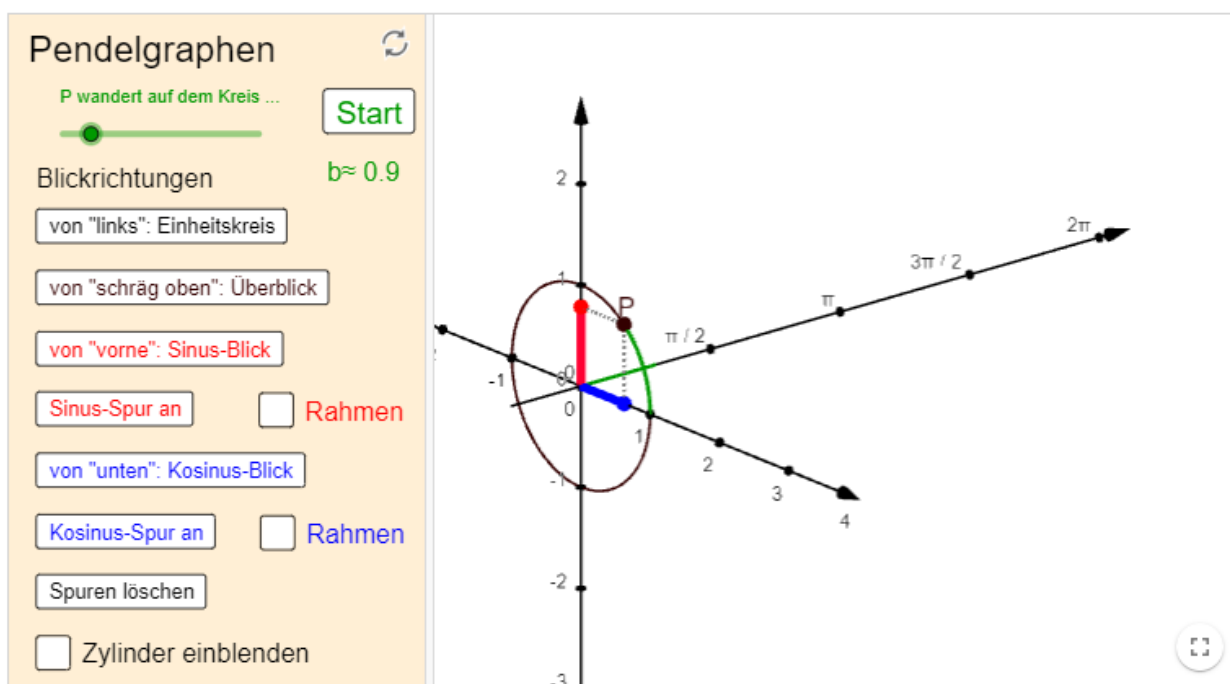 Pendelgraphen
P wandert auf dem Kreis ...
Start
b≈ 0.9
Blickrichtungen
von "links": Einheitskreis
von "schräg oben": Überblick
von "vorne": Sinus-Blick
Sinus-Spur an
Rahmen
von "unten": Kosinus-Blick
Kosinus-Spur an
Rahmen
Spuren löschen
Zylinder einblenden
2
1
0
-1
-2
-3
-1
0
1
2
3
4
0
π / 2
π
3π / 2
2π
P